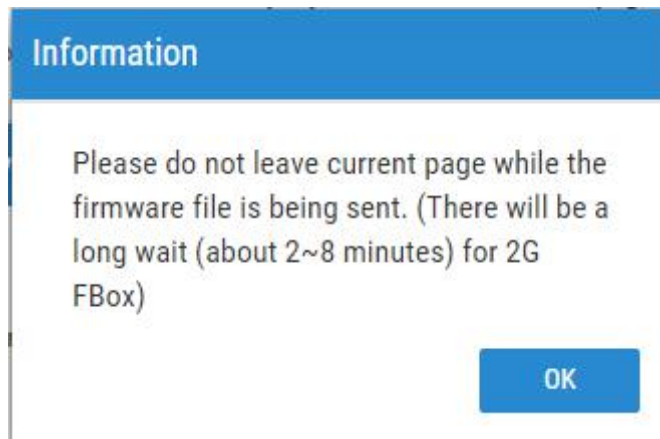 Information
Please do not leave current page while the
firmware file is being sent. (There will be a
long wait (about 2~8 minutes) for 2G
FBox)
OK